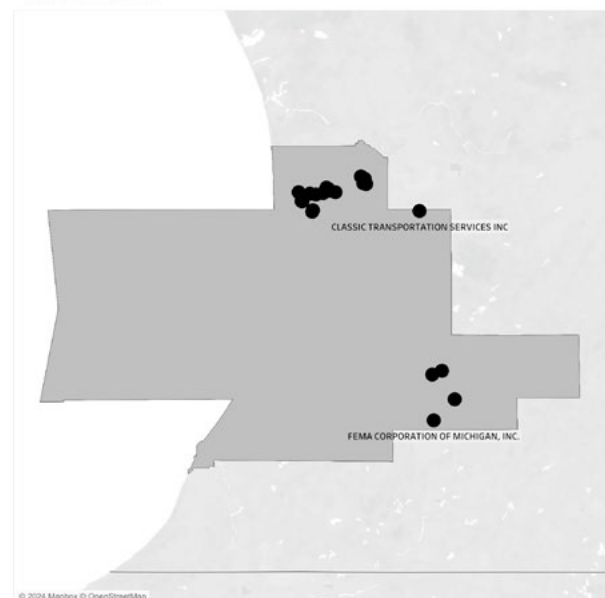 CLASSIC TRANSPORTATION SERVICES INC
FEMA CORPORATION OF MICHIGAN, INC.
© 2024 Mapbox © OpenStreetMap